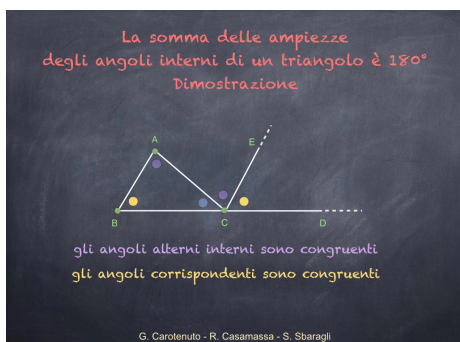 La somma delle ampiezze
degli angoli interni di un triangolo è 180°
Dimostrazione
A
E
B
C
D
gli angoli alterni interni sono congruenti
gli angoli corrispondenti sono congruenti
G. Carotenuto - R. Casamassa - S. Sbaragli